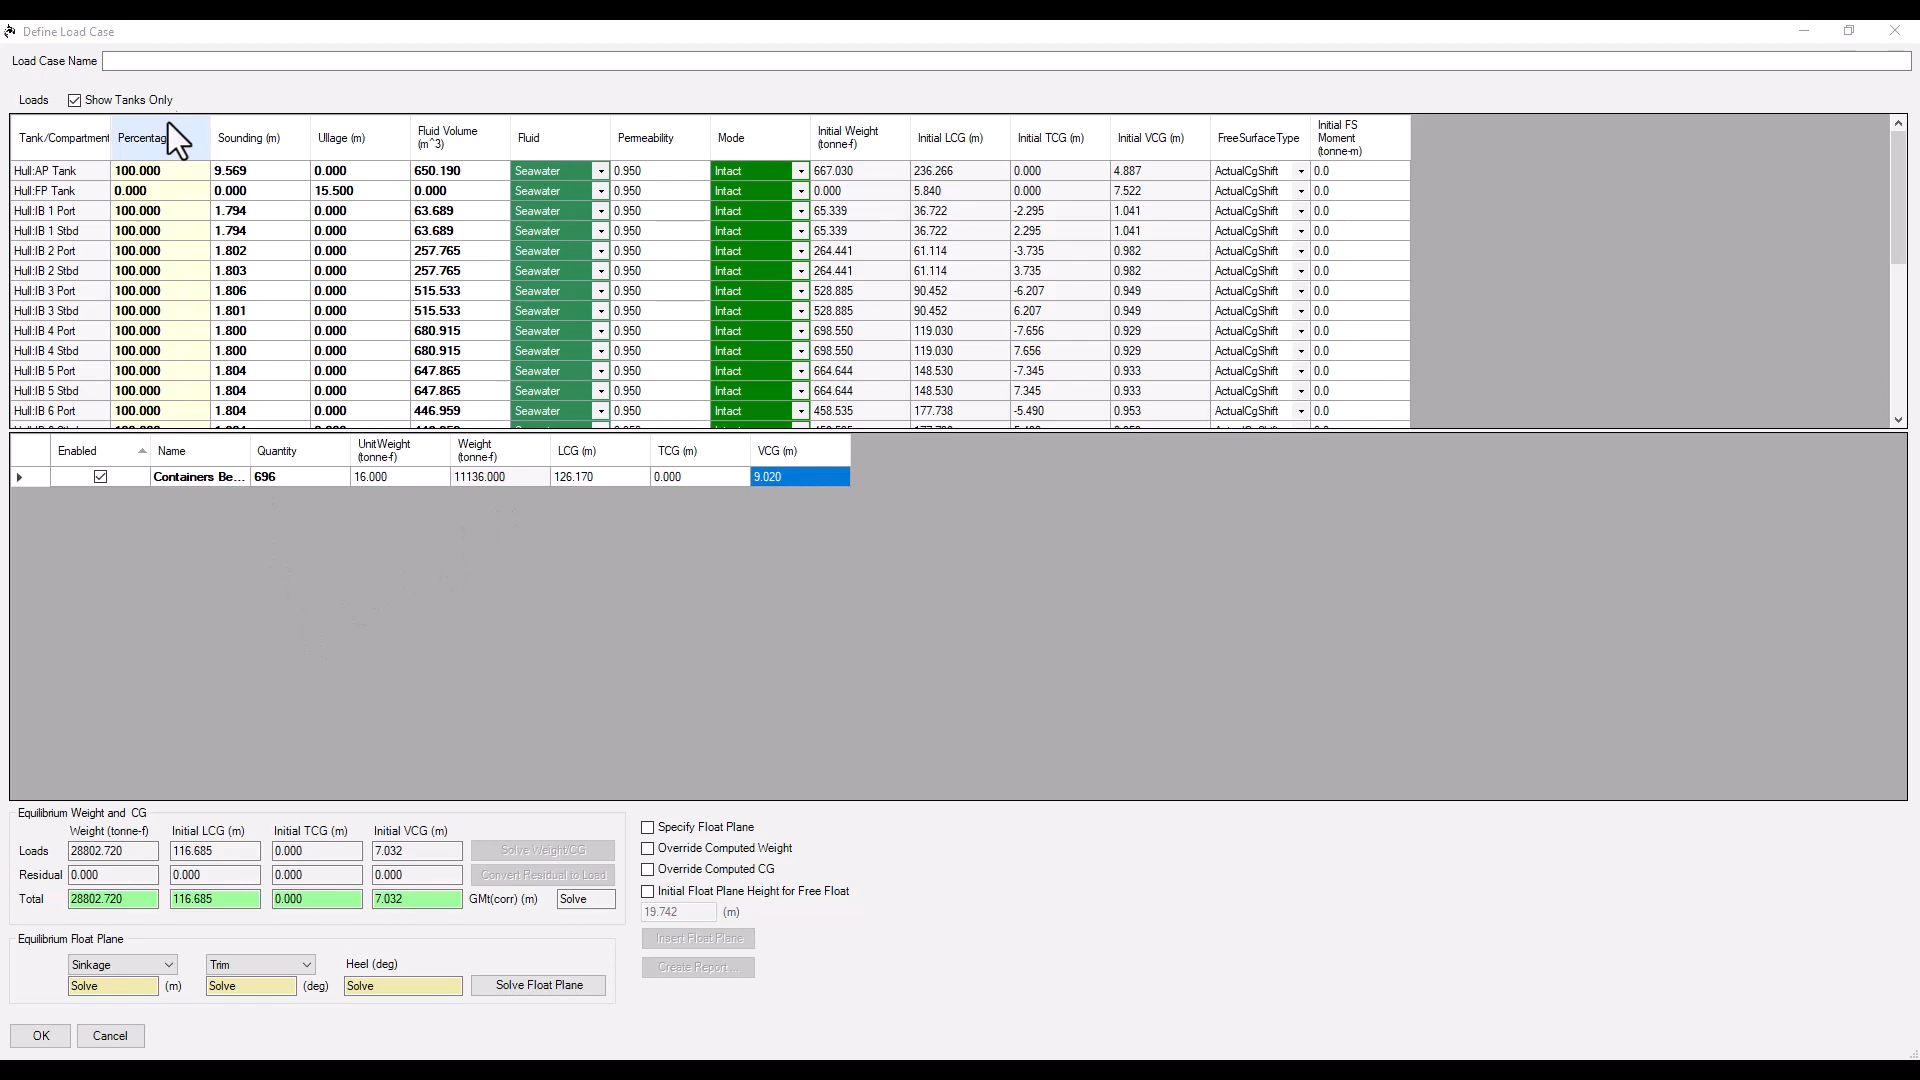 Define Load Case
Load Case Name
Loads Show Tanks Only
Tank/Compartment Percentag Sounding (m) Ullage (m) Fluid Volume (m^3) Fluid Permeability Mode Initial Weight (tonne-f) Initial LCG (m) Initial TCG (m) Initial VCG (m) FreeSurfaceType Initial FS Moment (tonne-m)
Hull:AP Tank 100.000 9.569 0.000 650.190 Seawater 0.950 Intact 667.030 236.266 0.000 4.887 ActualCgShift 0.0
Hull:FP Tank 0.000 0.000 15.500 0.000 Seawater 0.950 Intact 0.000 5.840 0.000 7.522 ActualCgShift 0.0
Hull:IB 1 Port 100.000 1.794 0.000 63.689 Seawater 0.950 Intact 65.339 36.722 -2.295 1.041 ActualCgShift 0.0
Hull:IB 1 Stbd 100.000 1.794 0.000 63.689 Seawater 0.950 Intact 65.339 36.722 2.295 1.041 ActualCgShift 0.0
Hull:IB 2 Port 100.000 1.802 0.000 257.765 Seawater 0.950 Intact 264.441 61.114 -3.735 0.982 ActualCgShift 0.0
Hull:IB 2 Stbd 100.000 1.803 0.000 257.765 Seawater 0.950 Intact 264.441 61.114 3.735 0.982 ActualCgShift 0.0
Hull:IB 3 Port 100.000 1.806 0.000 515.533 Seawater 0.950 Intact 528.885 90.452 -6.207 0.949 ActualCgShift 0.0
Hull:IB 3 Stbd 100.000 1.801 0.000 515.533 Seawater 0.950 Intact 528.885 90.452 6.207 0.949 ActualCgShift 0.0
Hull:IB 4 Port 100.000 1.800 0.000 680.915 Seawater 0.950 Intact 698.550 119.030 -7.656 0.929 ActualCgShift 0.0
Hull:IB 4 Stbd 100.000 1.800 0.000 680.915 Seawater 0.950 Intact 698.550 119.030 7.656 0.929 ActualCgShift 0.0
Hull:IB 5 Port 100.000 1.804 0.000 647.865 Seawater 0.950 Intact 664.644 148.530 -7.345 0.933 ActualCgShift 0.0
Hull:IB 5 Stbd 100.000 1.804 0.000 647.865 Seawater 0.950 Intact 664.644 148.530 7.345 0.933 ActualCgShift 0.0
Hull:IB 6 Port 100.000 1.804 0.000 446.959 Seawater 0.950 Intact 458.535 177.738 -5.490 0.953 ActualCgShift 0.0
Enabled Name Quantity UnitWeight (tonne-f) Weight (tonne-f) LCG (m) TCG (m) VCG (m)
Containers Be... 696 16.000 11136.000 126.170 0.000 9.020
Equilibrium Weight and CG
Weight (tonne-f) Initial LCG (m) Initial TCG (m) Initial VCG (m)
Loads 28802.720 116.685 0.000 7.032 Solve Weight/CG
Residual 0.000 0.000 0.000 0.000 Convert Residual to Load
Total 28802.720 116.685 0.000 7.032 GMt(corr) (m) Solve
Specify Float Plane
Override Computed Weight
Override Computed CG
Initial Float Plane Height for Free Float
19.742 (m)
Insert Float Plane
Create Report...
Equilibrium Float Plane
Sinkage Trim Heel (deg)
Solve (m) Solve (deg) Solve Solve Float Plane
OK Cancel